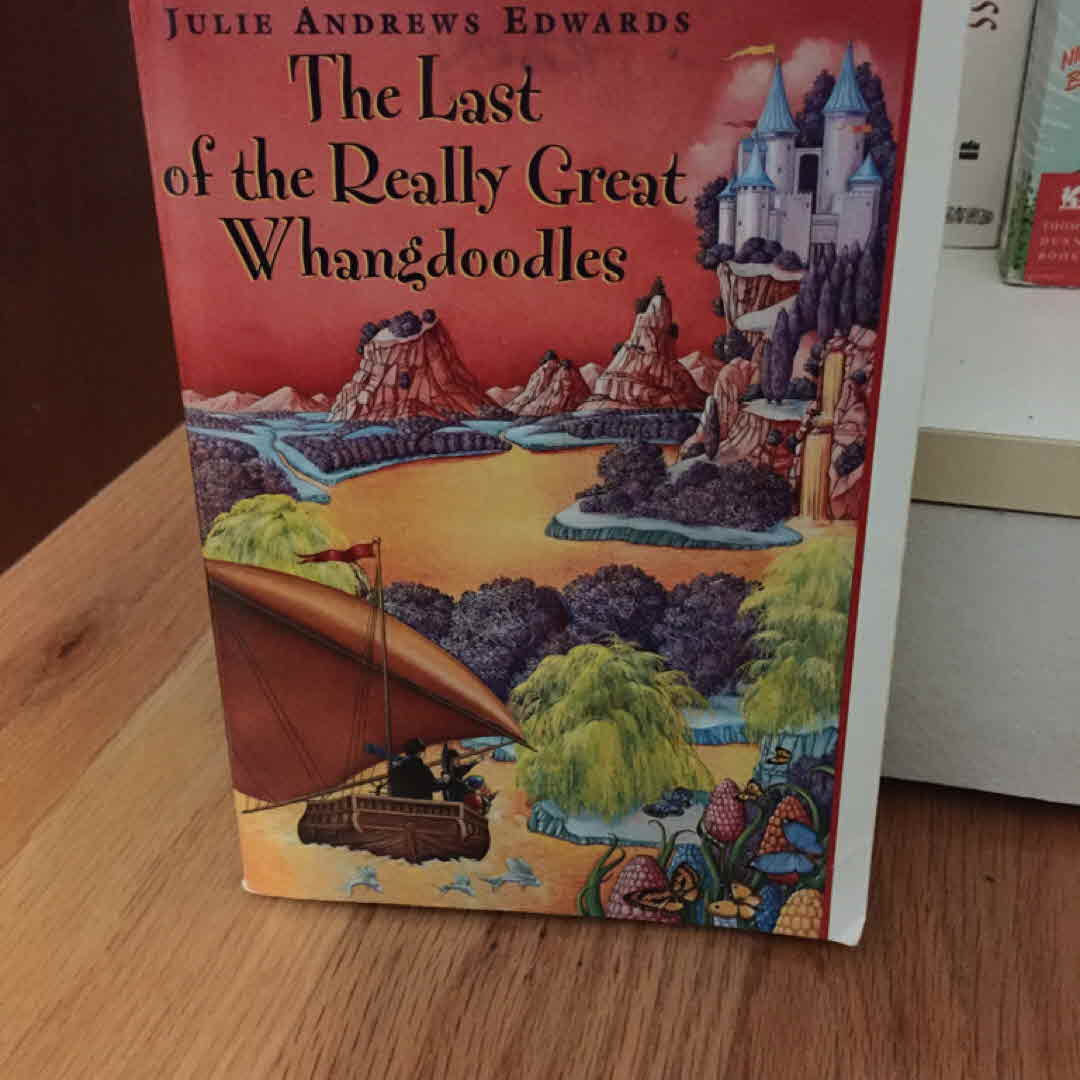 JULIE ANDREWS EDWARDS
The Last
of the Really Great
Whangdoodles